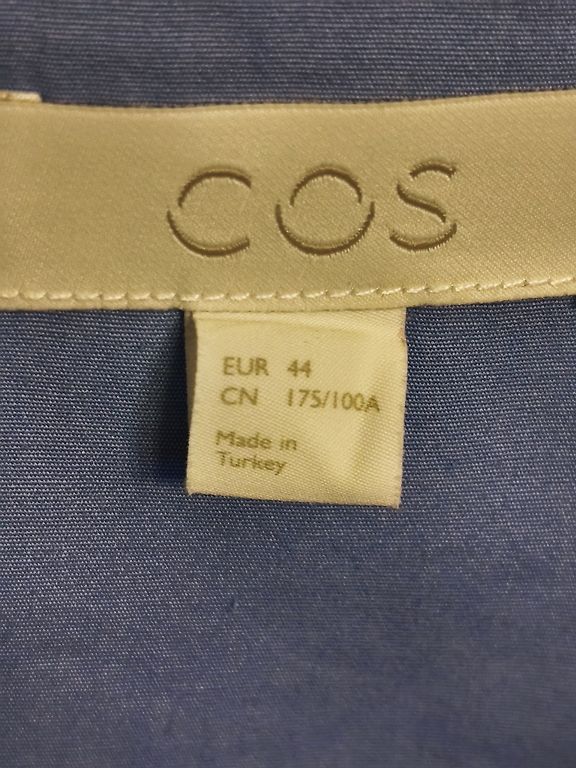 COS
EUR 44
CN 175/100A
Made in
Turkey